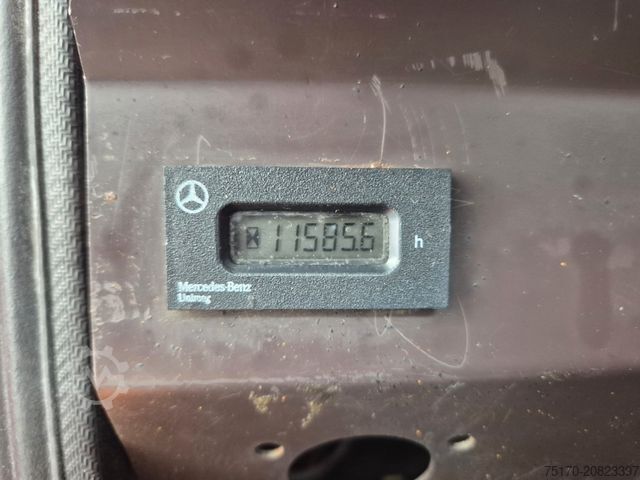 11585.6 h
Mercedes-Benz
Unimog
75170-20823337